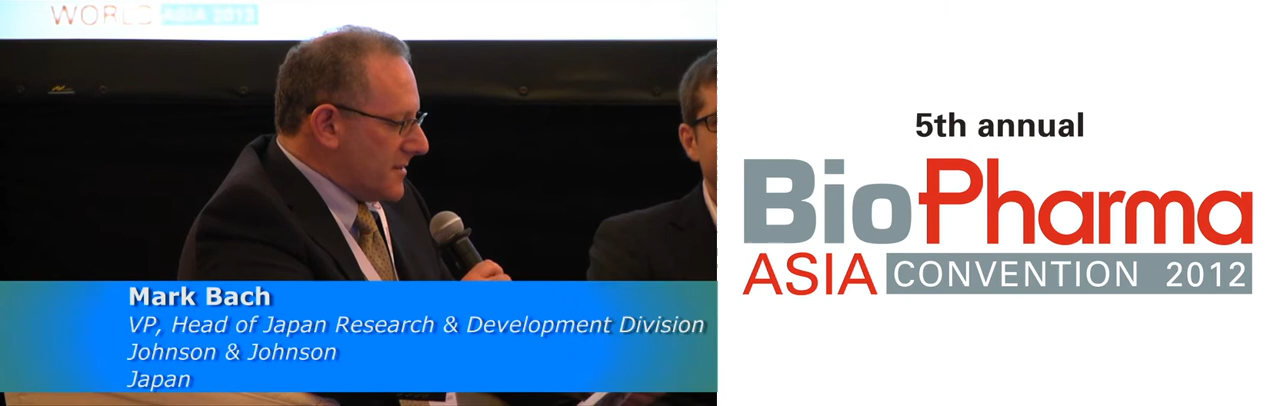 WORLD ASIA 2013
Mark Bach
VP, Head of Japan Research & Development Division
Johnson & Johnson
Japan
5th annual
BioPharma
ASIA CONVENTION 2012